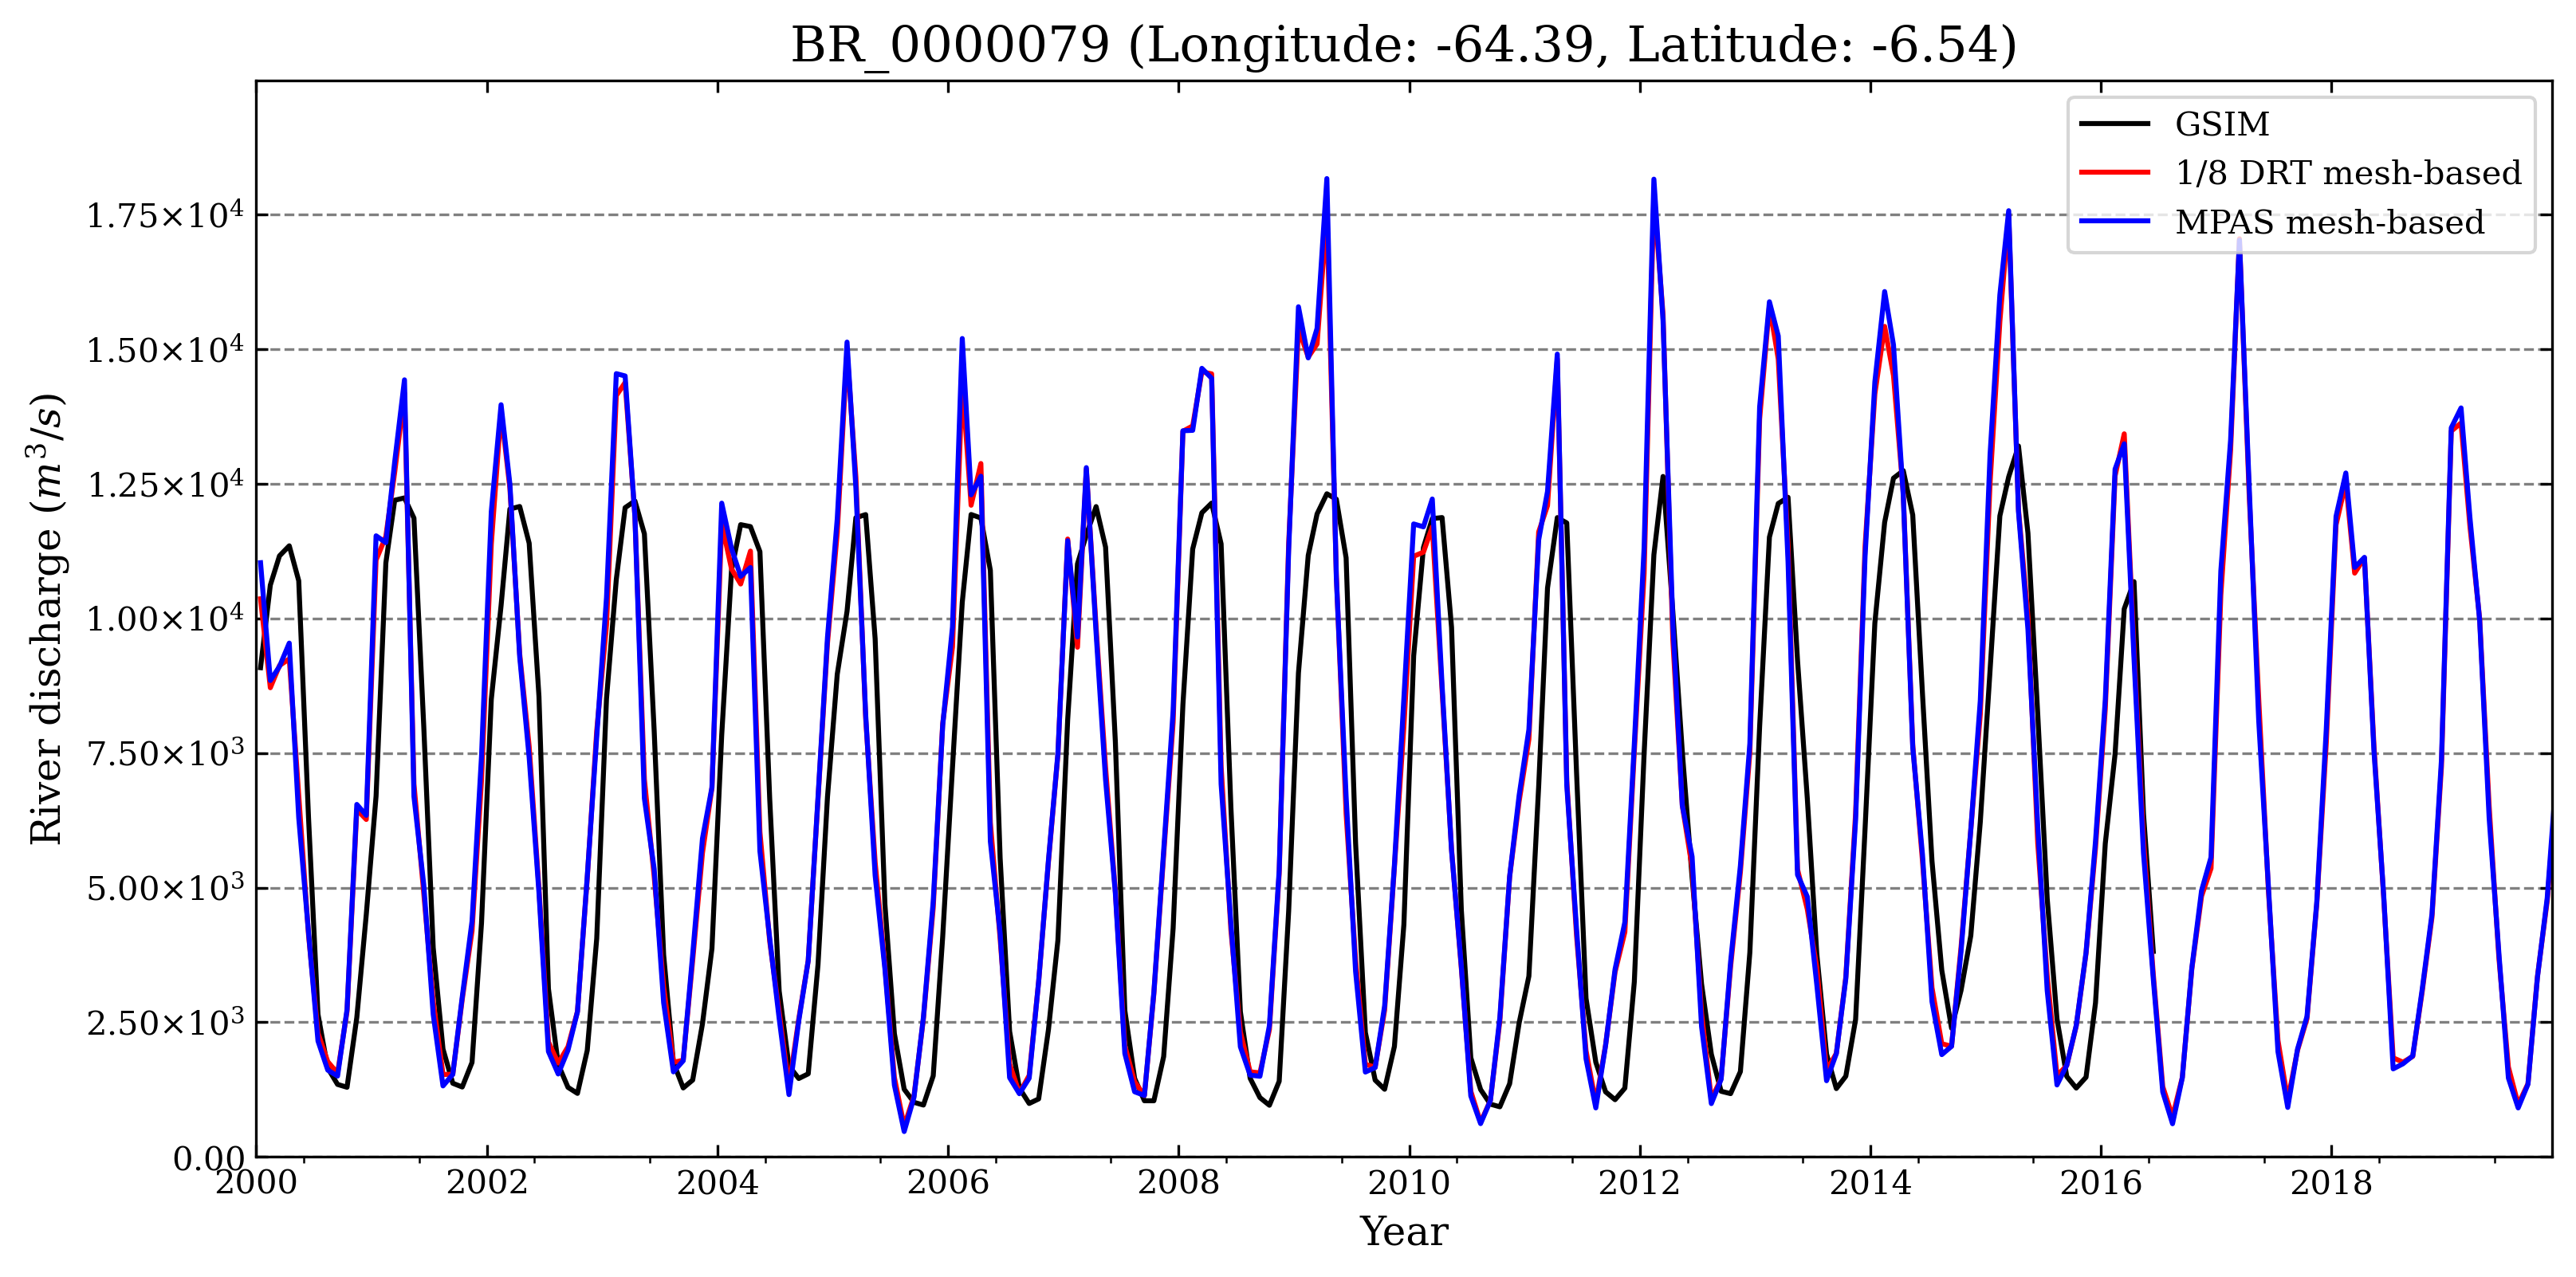 BR_0000079 (Longitude: -64.39, Latitude: -6.54)
GSIM
1/8 DRT mesh-based
MPAS mesh-based
River discharge (m³/s)
1.75×10⁴
1.50×10⁴
1.25×10⁴
1.00×10⁴
7.50×10³
5.00×10³
2.50×10³
0.00
2000 2002 2004 2006 2008 2010 2012 2014 2016 2018
Year